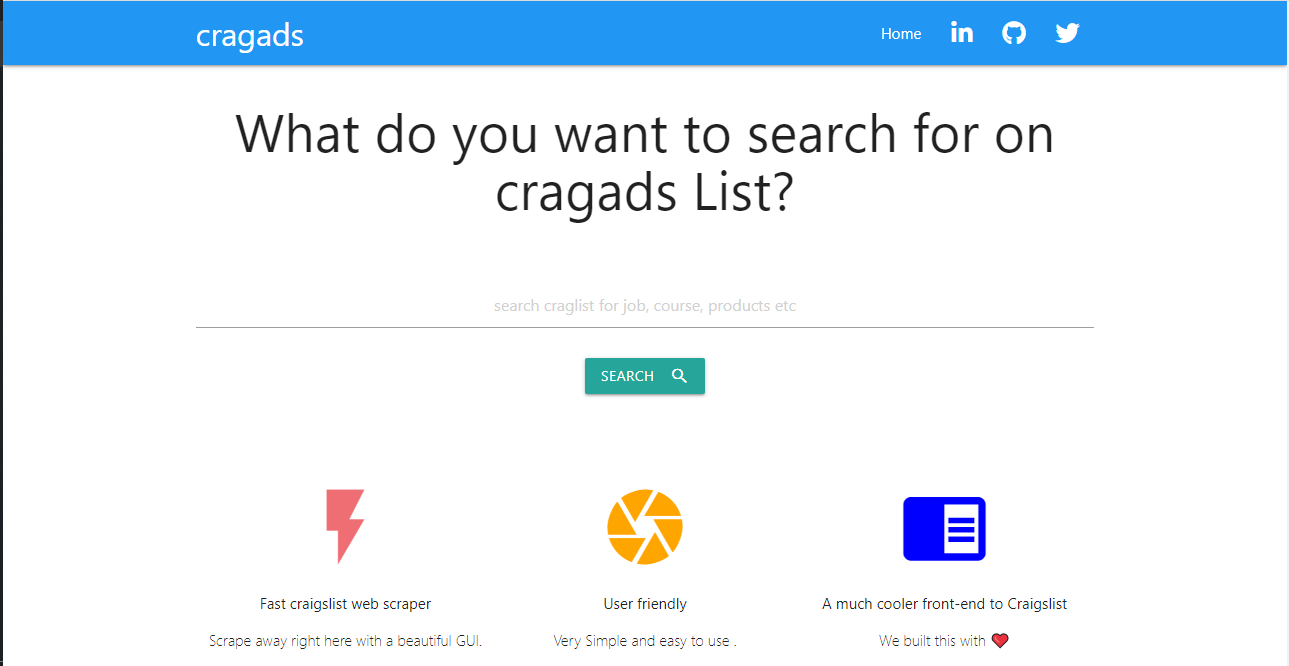 cragads
Home
What do you want to search for on
cragads List?
search craglist for job, course, products etc
SEARCH
Fast craigslist web scraper
User friendly
A much cooler front-end to Craigslist
Scrape away right here with a beautiful GUI.
Very Simple and easy to use .
We built this with ❤️